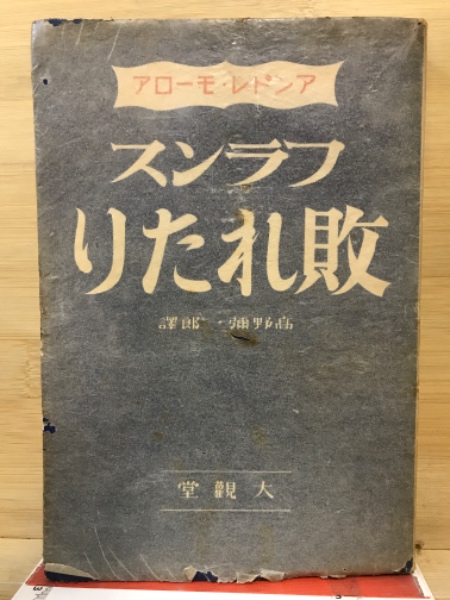 アンドレ・モーロア
フランス
敗れたり
高野彌一郎譯
大觀堂